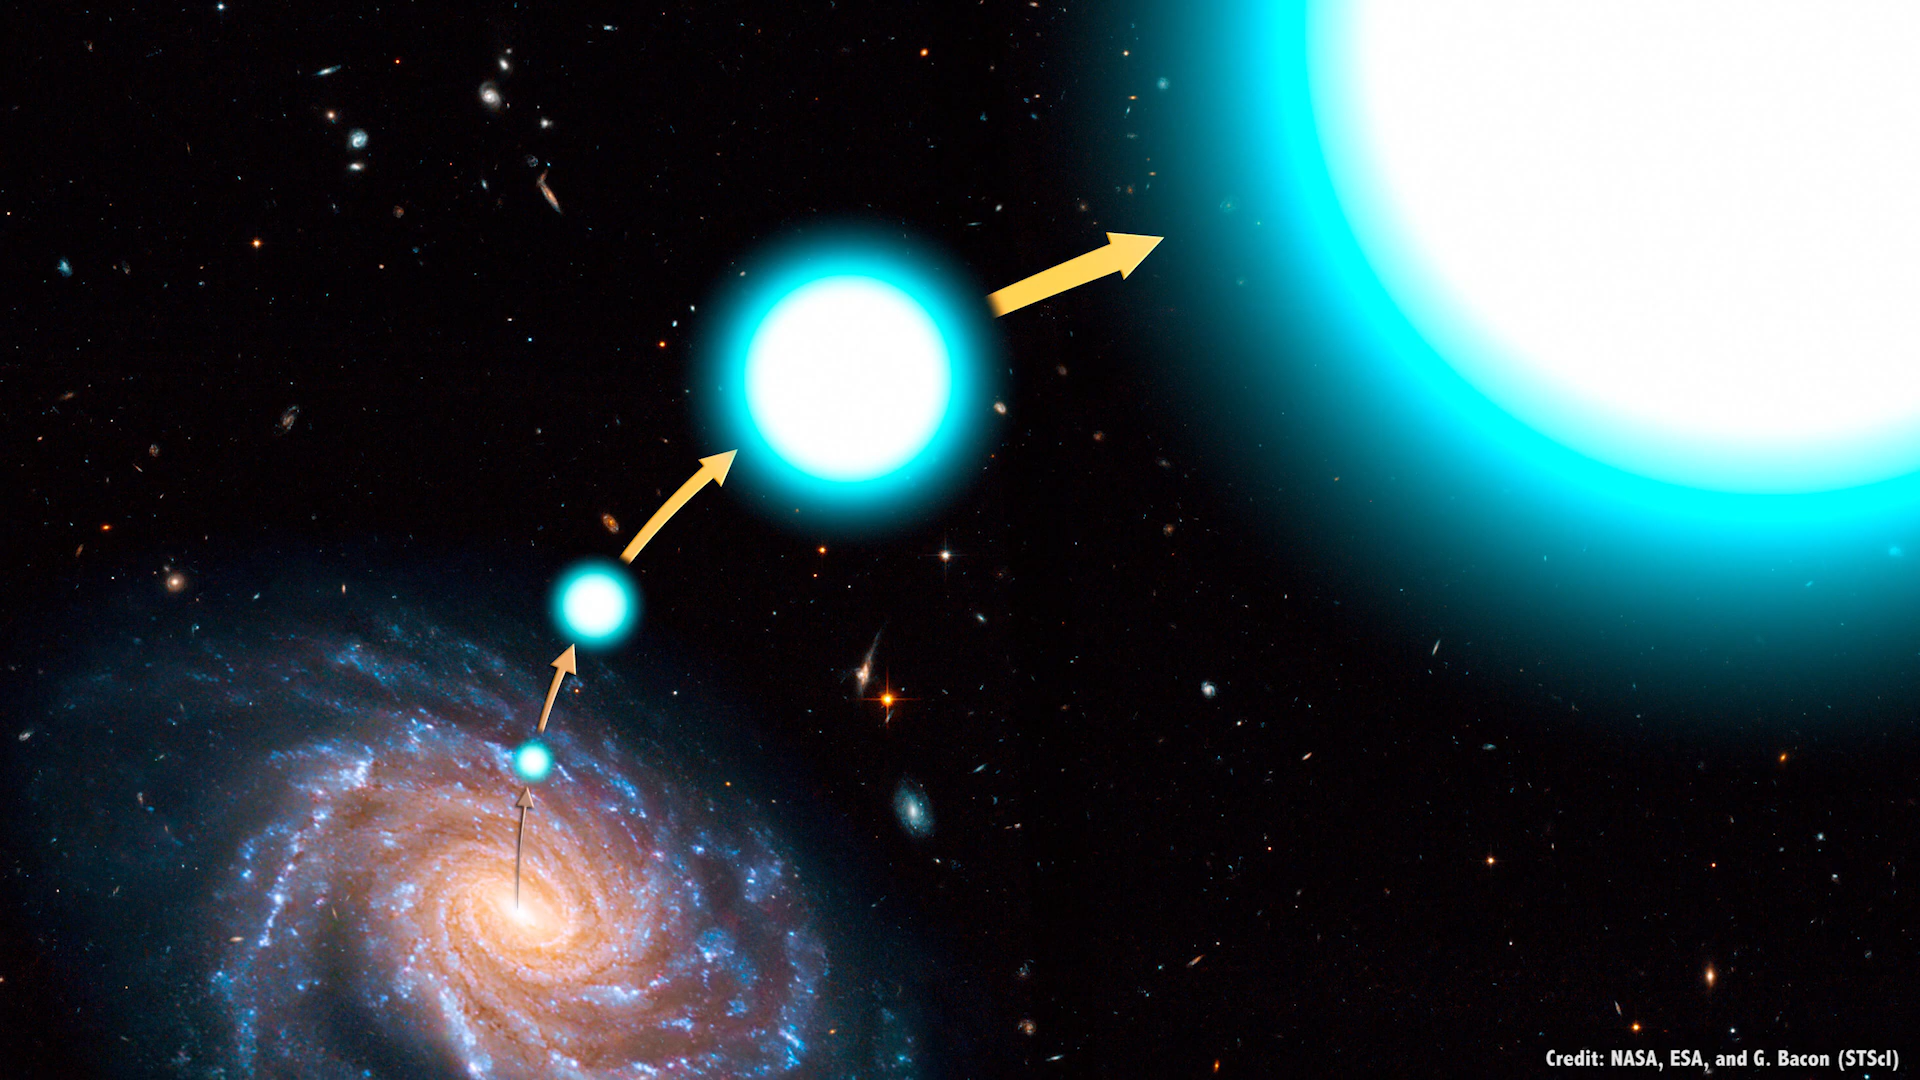 Credit: NASA, ESA, and G. Bacon (STScI)